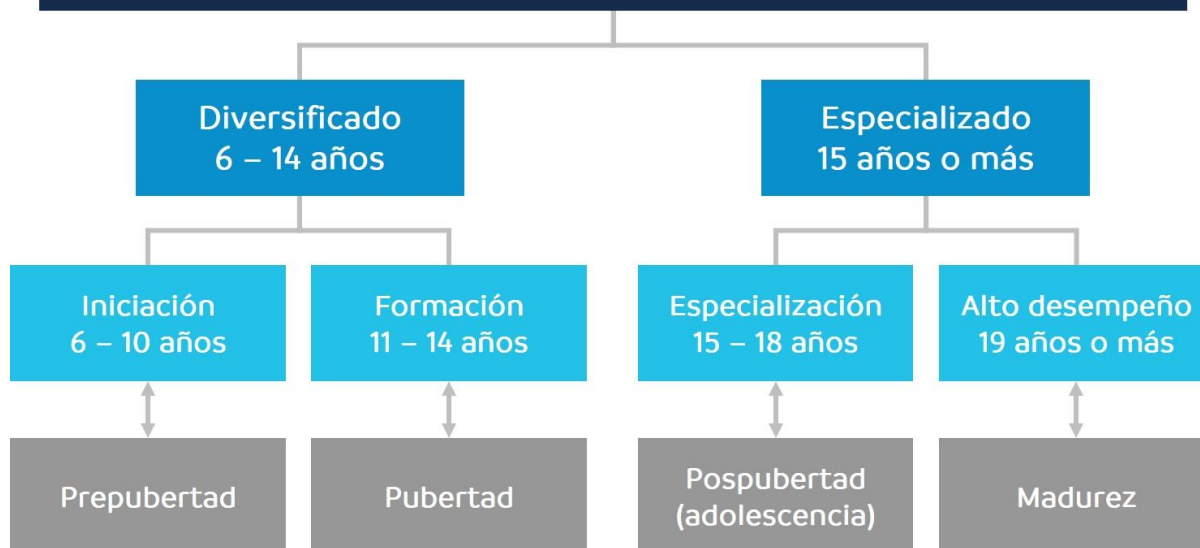 Diversificado
6 – 14 años
Especializado
15 años o más
Iniciación
6 – 10 años
Formación
11 – 14 años
Especialización
15 – 18 años
Alto desempeño
19 años o más
Prepubertad
Pubertad
Pospubertad
(adolescencia)
Madurez